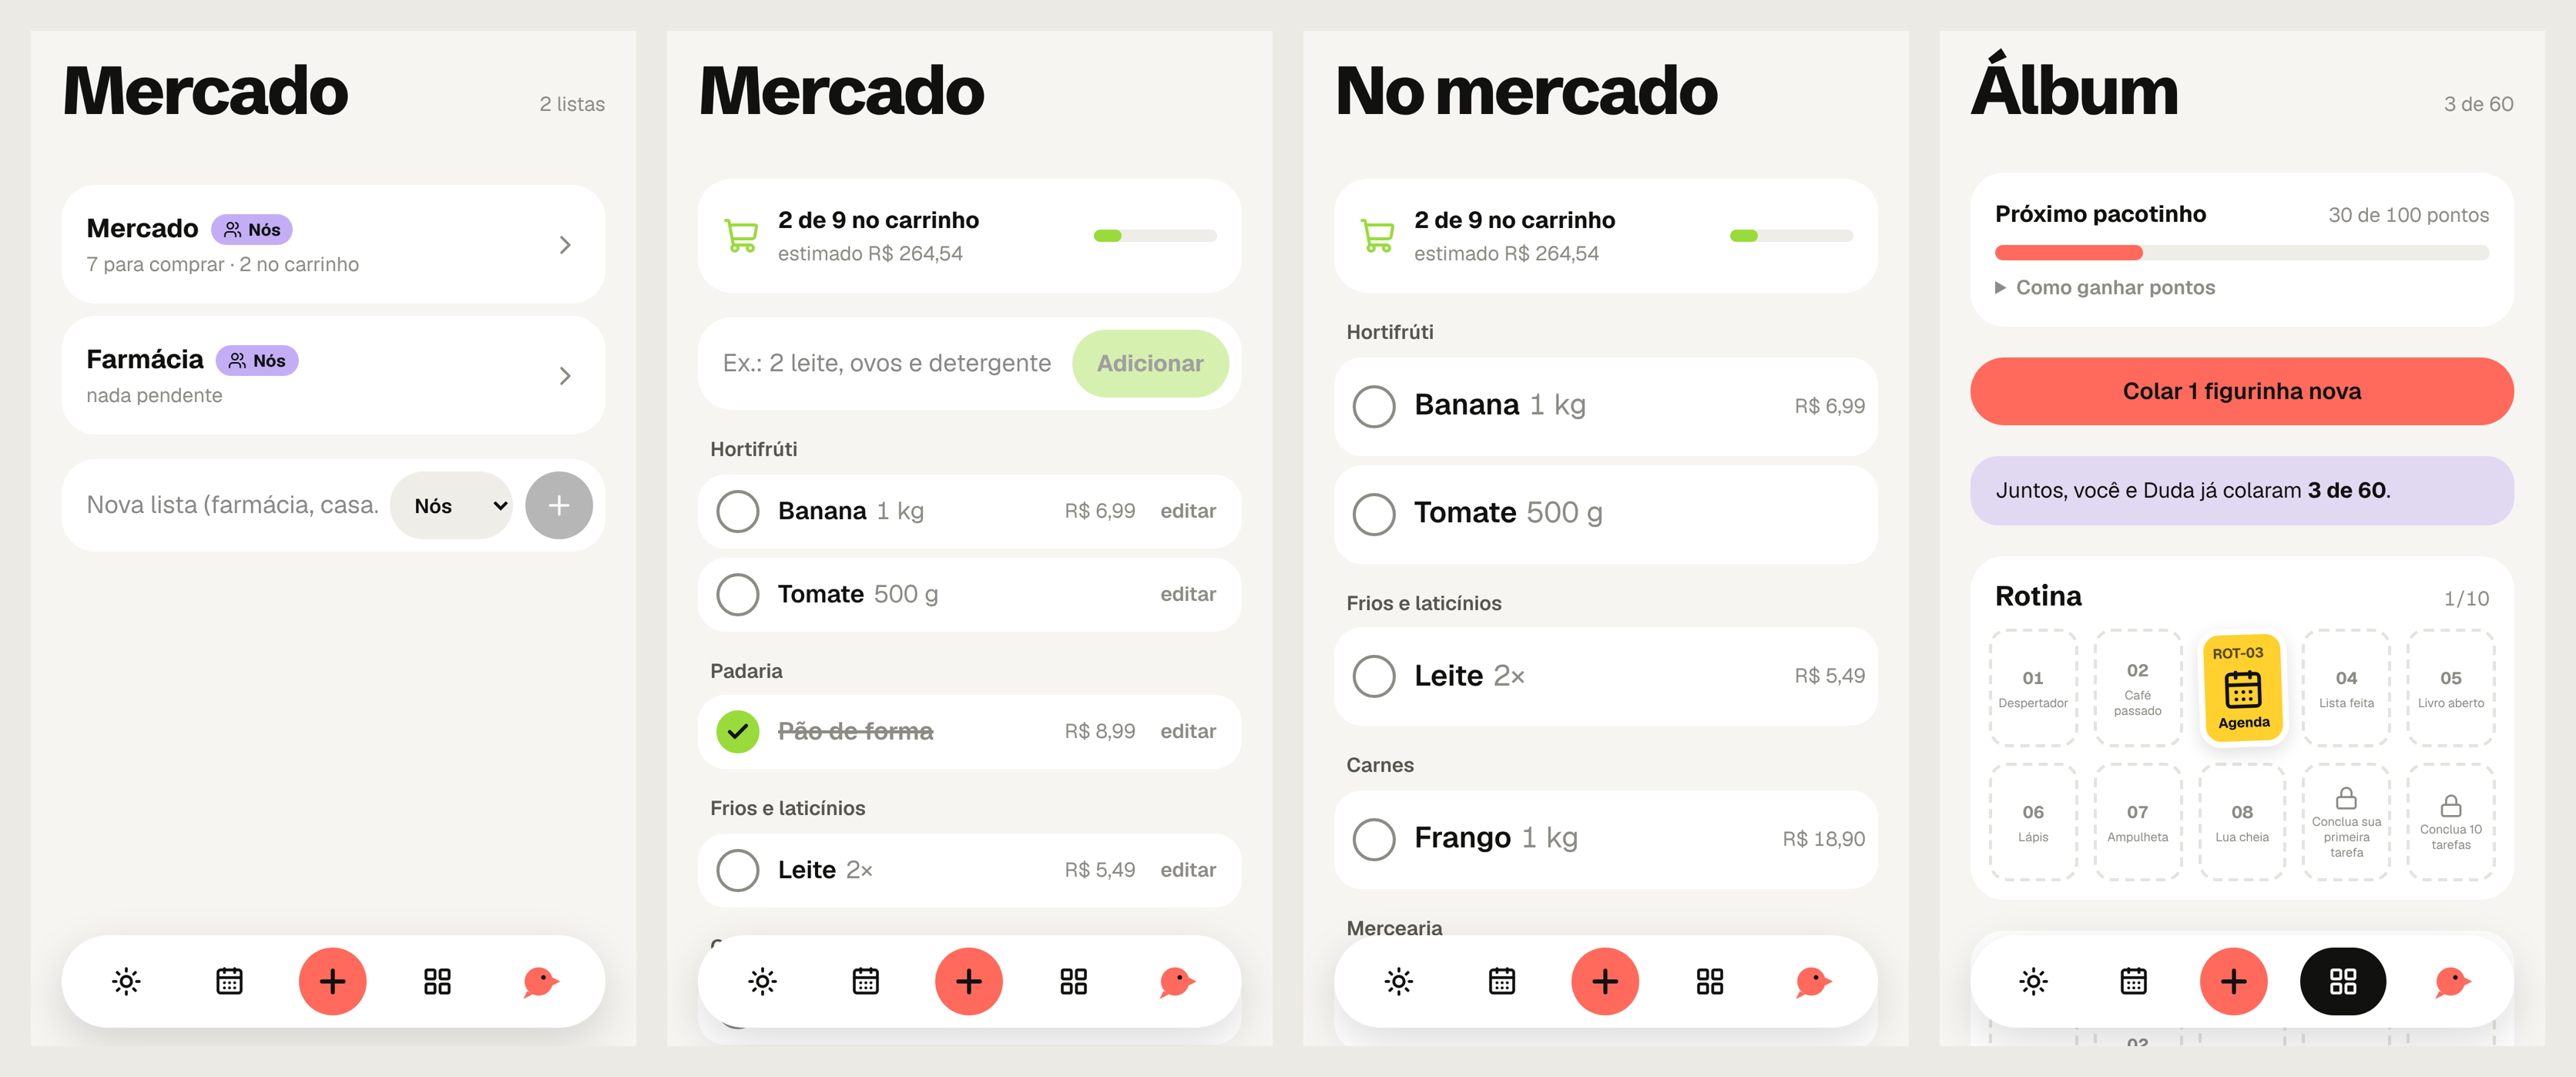 Mercado
2 listas
Mercado Nós
7 para comprar · 2 no carrinho
Farmácia Nós
nada pendente
Nova lista (farmácia, casa. Nós
Mercado
2 de 9 no carrinho
estimado R$ 264,54
Ex.: 2 leite, ovos e detergente Adicionar
Hortifrúti
Banana 1 kg R$ 6,99 editar
Tomate 500 g editar
Padaria
Pão de forma R$ 8,99 editar
Frios e laticínios
Leite 2× R$ 5,49 editar
No mercado
2 de 9 no carrinho
estimado R$ 264,54
Hortifrúti
Banana 1 kg R$ 6,99
Tomate 500 g
Frios e laticínios
Leite 2× R$ 5,49
Carnes
Frango 1 kg R$ 18,90
Mercearia
Álbum
3 de 60
Próximo pacotinho 30 de 100 pontos
Como ganhar pontos
Colar 1 figurinha nova
Juntos, você e Duda já colaram 3 de 60.
Rotina 1/10
01
Despertador
02
Café
passado
ROT-03
Agenda
04
Lista feita
05
Livro aberto
06
Lápis
07
Ampulheta
08
Lua cheia
Conclua sua
primeira
tarefa
Conclua 10
tarefas
02